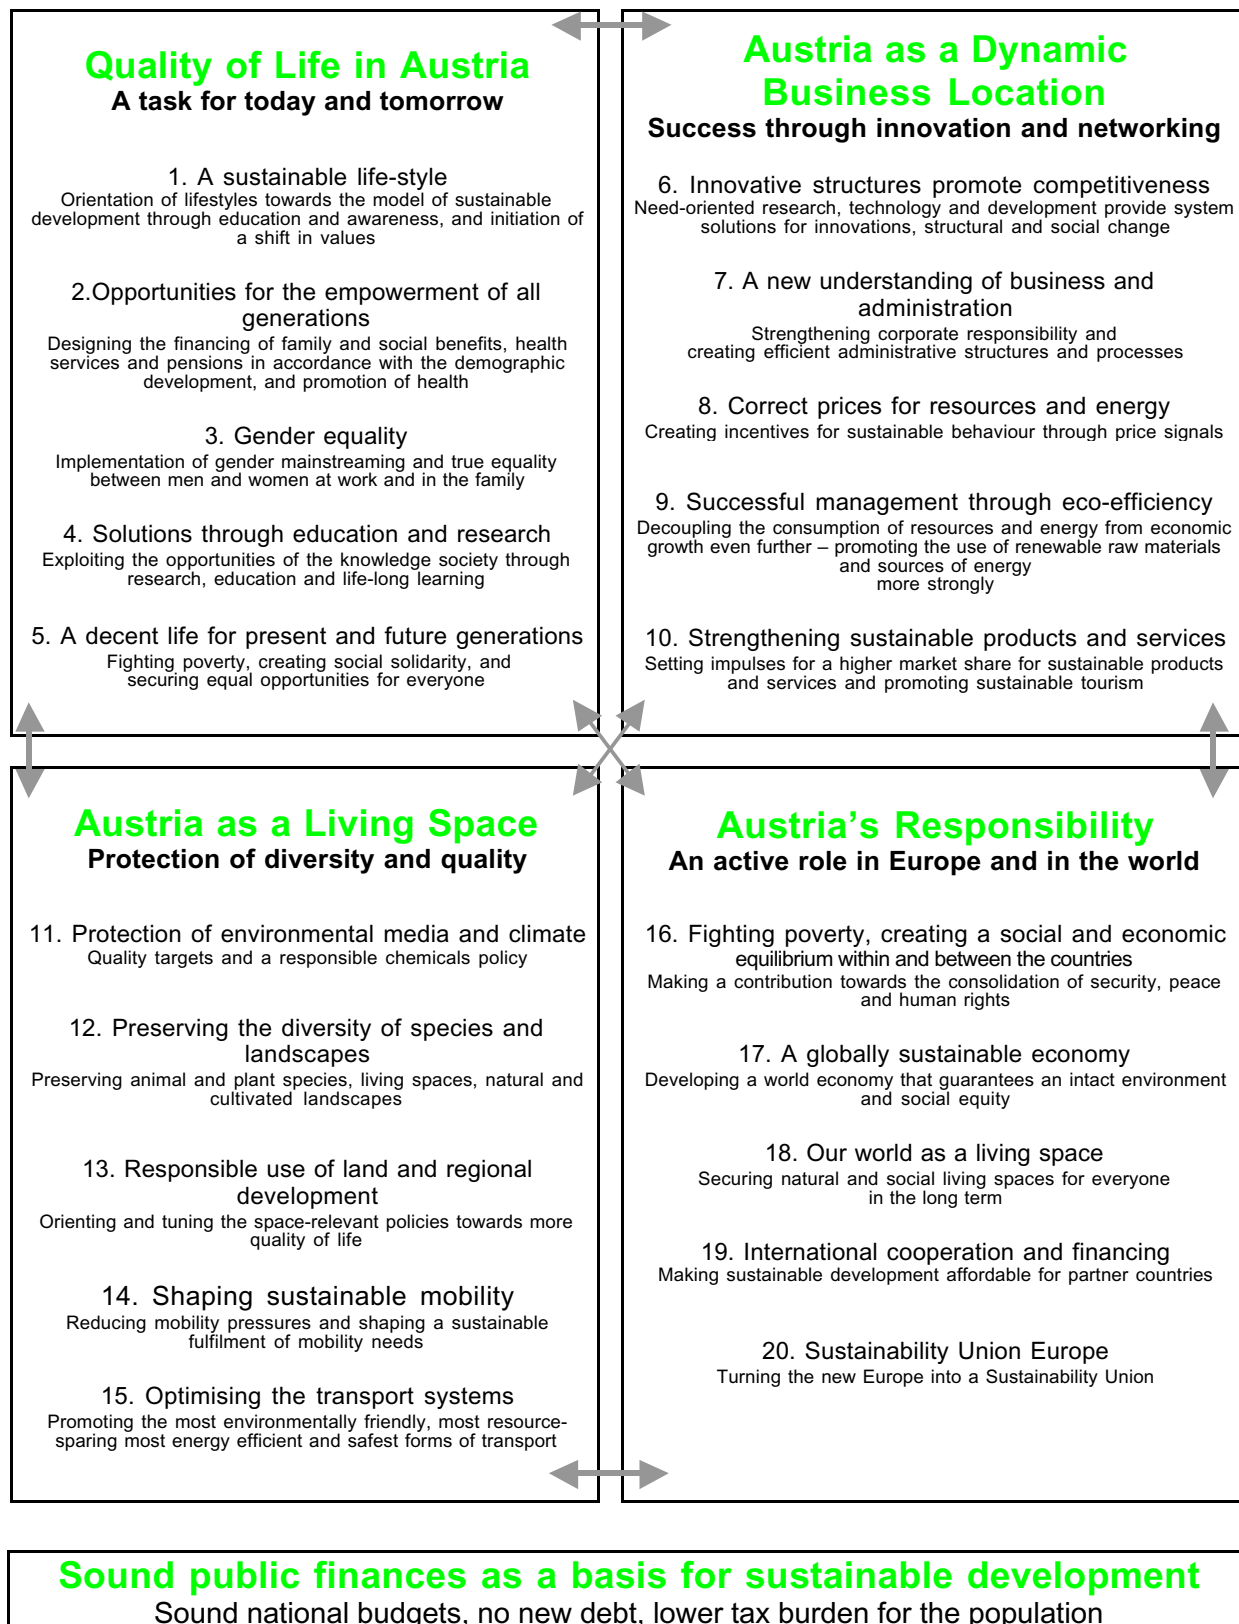 Quality of Life in Austria
A task for today and tomorrow
1. A sustainable life-style
Orientation of lifestyles towards the model of sustainable
development through education and awareness, and initiation of
a shift in values
2.Opportunities for the empowerment of all
generations
Designing the financing of family and social benefits, health
services and pensions in accordance with the demographic
development, and promotion of health
3. Gender equality
Implementation of gender mainstreaming and true equality
between men and women at work and in the family
4. Solutions through education and research
Exploiting the opportunities of the knowledge society through
research, education and life-long learning
5. A decent life for present and future generations
Fighting poverty, creating social solidarity, and
securing equal opportunities for everyone
Austria as a Dynamic
Business Location
Success through innovation and networking
6. Innovative structures promote competitiveness
Need-oriented research, technology and development provide system
solutions for innovations, structural and social change
7. A new understanding of business and
administration
Strengthening corporate responsibility and
creating efficient administrative structures and processes
8. Correct prices for resources and energy
Creating incentives for sustainable behaviour through price signals
9. Successful management through eco-efficiency
Decoupling the consumption of resources and energy from economic
growth even further – promoting the use of renewable raw materials
and sources of energy
more strongly
10. Strengthening sustainable products and services
Setting impulses for a higher market share for sustainable products
and services and promoting sustainable tourism
Austria as a Living Space
Protection of diversity and quality
11. Protection of environmental media and climate
Quality targets and a responsible chemicals policy
12. Preserving the diversity of species and
landscapes
Preserving animal and plant species, living spaces, natural and
cultivated landscapes
13. Responsible use of land and regional
development
Orienting and tuning the space-relevant policies towards more
quality of life
14. Shaping sustainable mobility
Reducing mobility pressures and shaping a sustainable
fulfilment of mobility needs
15. Optimising the transport systems
Promoting the most environmentally friendly, most resource-
sparing most energy efficient and safest forms of transport
Austria’s Responsibility
An active role in Europe and in the world
16. Fighting poverty, creating a social and economic
equilibrium within and between the countries
Making a contribution towards the consolidation of security, peace
and human rights
17. A globally sustainable economy
Developing a world economy that guarantees an intact environment
and social equity
18. Our world as a living space
Securing natural and social living spaces for everyone
in the long term
19. International cooperation and financing
Making sustainable development affordable for partner countries
20. Sustainability Union Europe
Turning the new Europe into a Sustainability Union
Sound public finances as a basis for sustainable development
Sound national budgets, no new debt, lower tax burden for the population